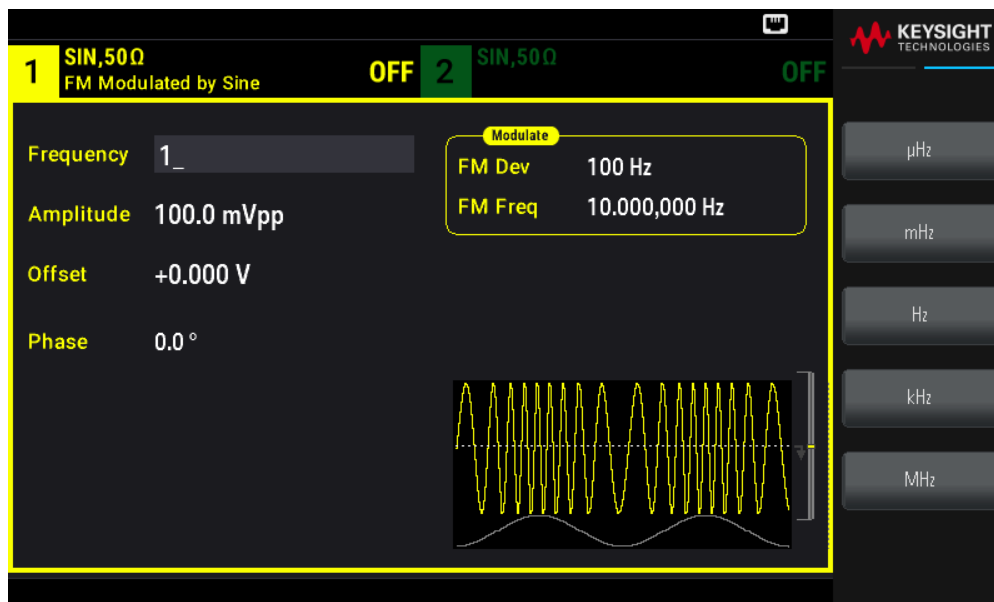 KEYSIGHT
TECHNOLOGIES
1 SIN,50Ω OFF
FM Modulated by Sine
2 SIN,50Ω OFF
Frequency 1_
Amplitude 100.0 mVpp
Offset +0.000 V
Phase 0.0 °
Modulate
FM Dev 100 Hz
FM Freq 10.000,000 Hz
µHz
mHz
Hz
kHz
MHz